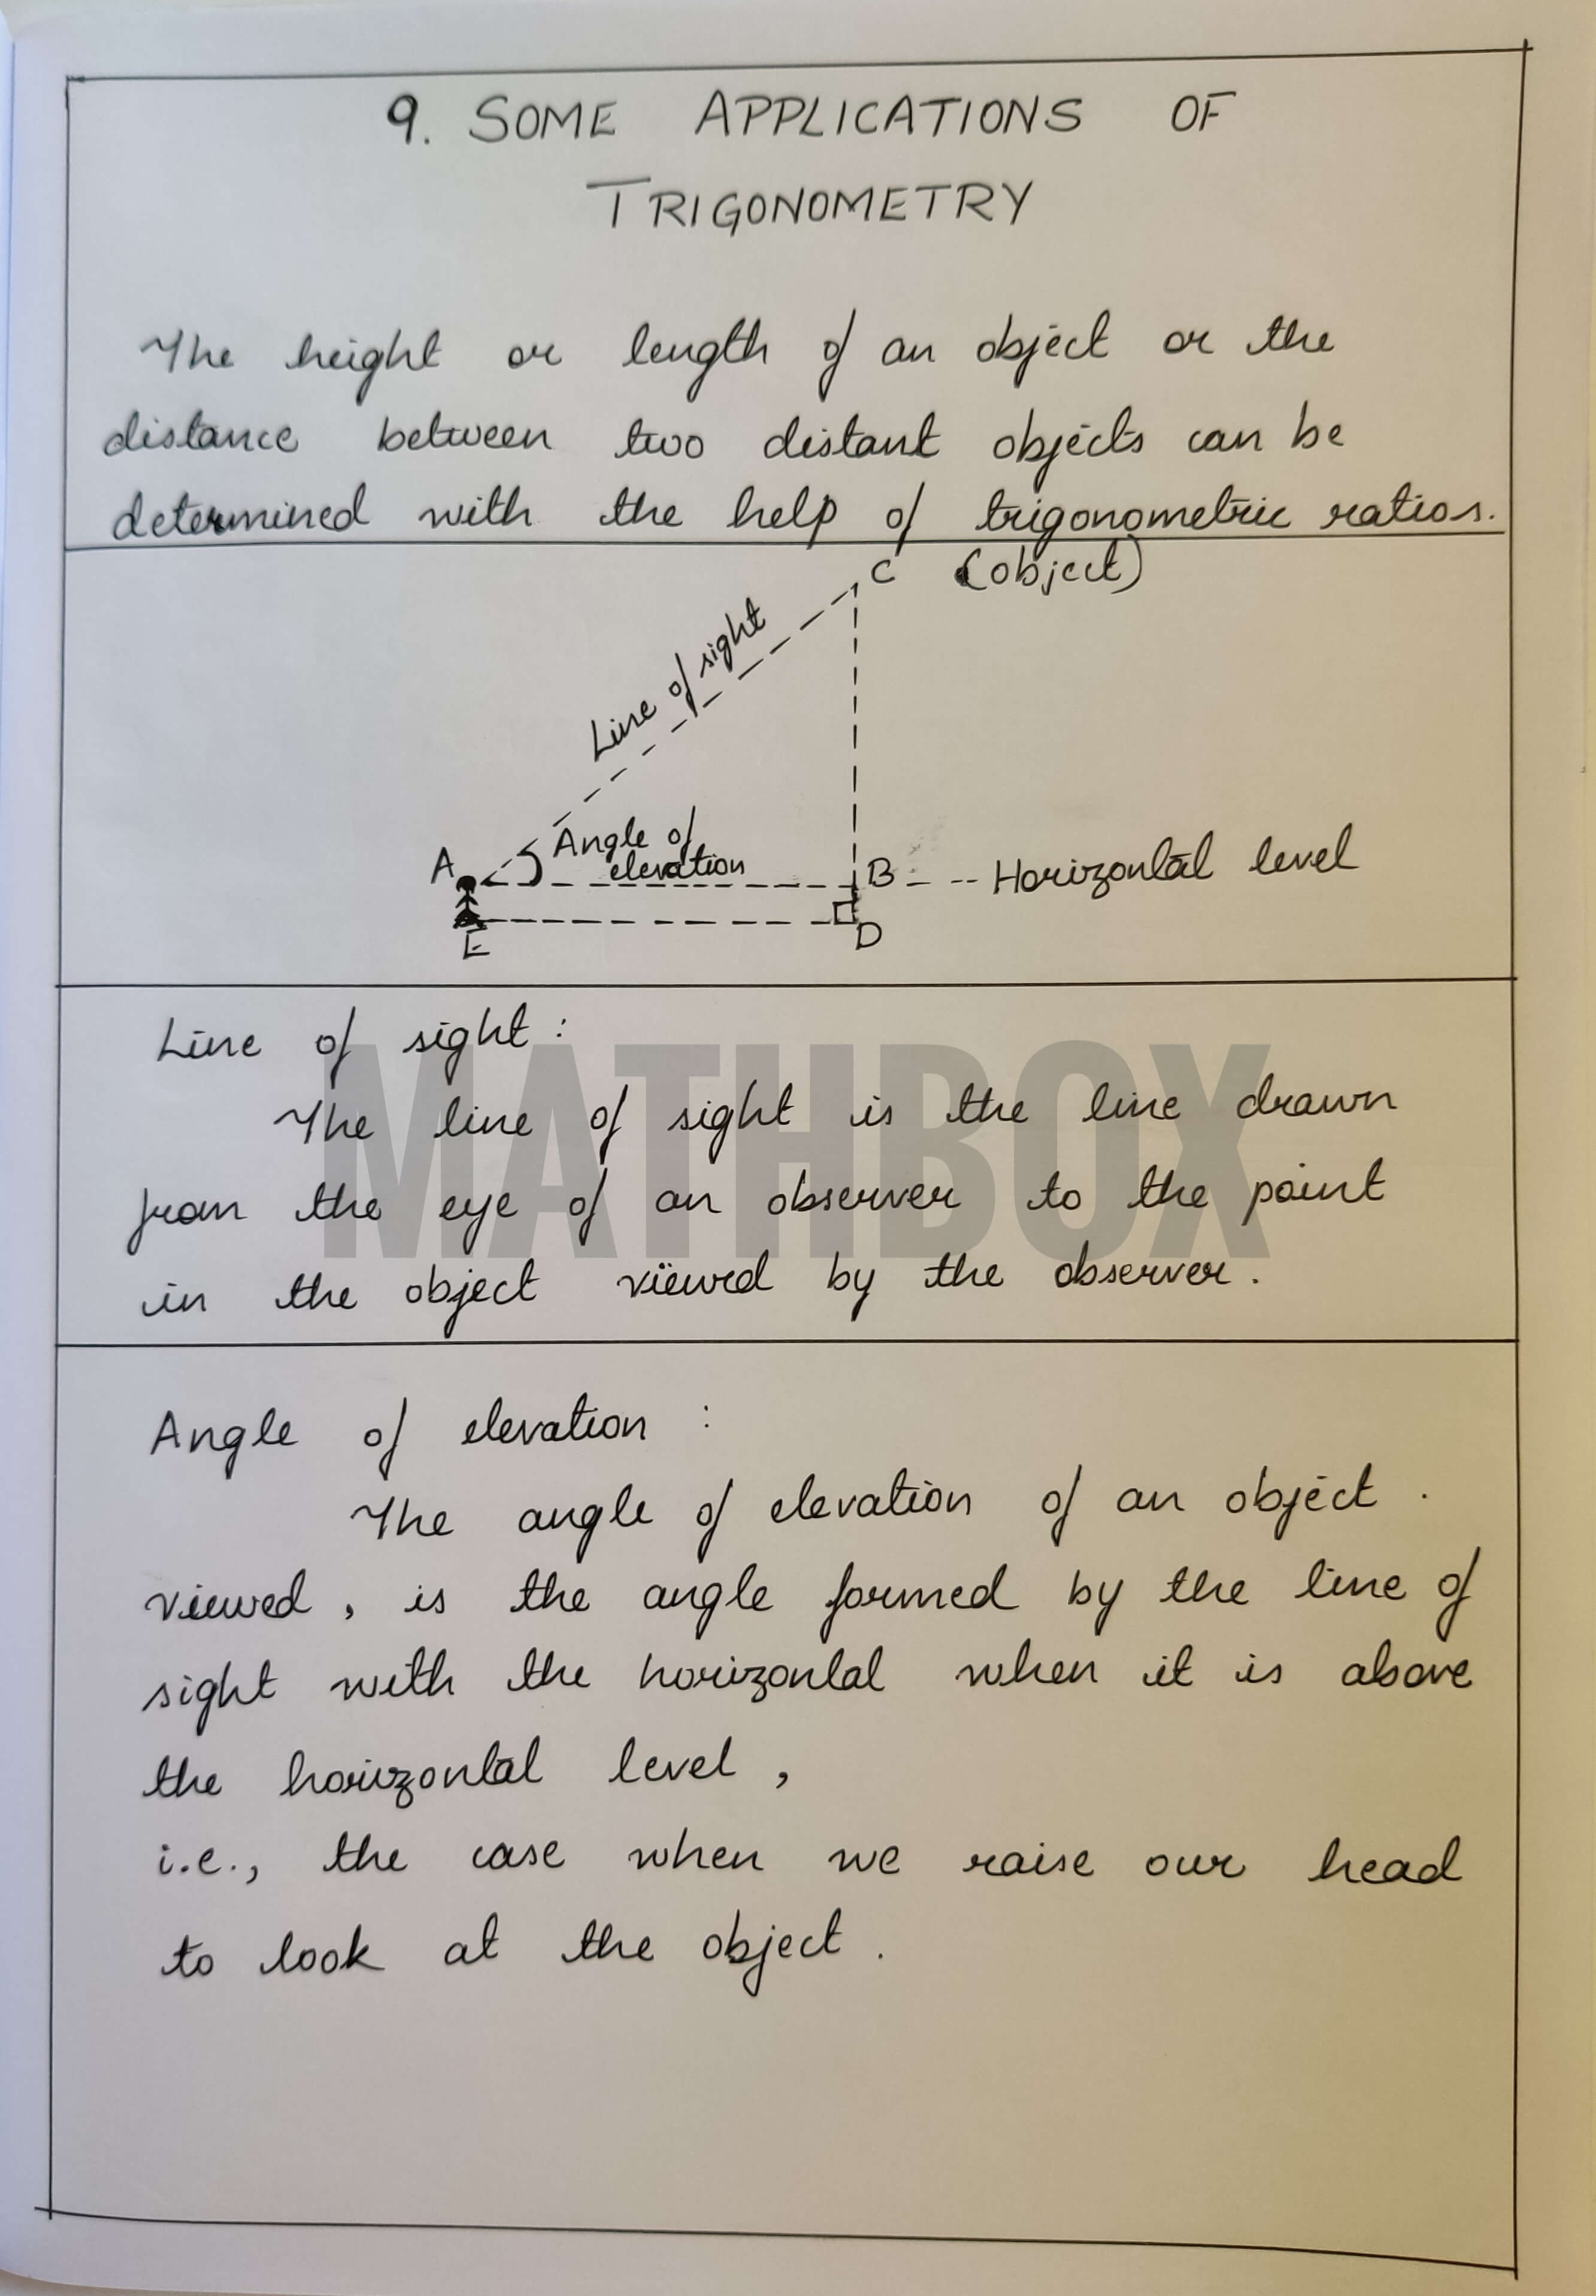 9. SOME APPLICATIONS OF
TRIGONOMETRY
The height or length of an object or the
distance between two distant objects can be
determined with the help of trigonometric ratios.
C (object)
Line of sight
A
Angle of
elevation
B
Horizontal level
E
D
Line of sight :
The line of sight is the line drawn
from the eye of an observer to the point
in the object viewed by the observer.
MATHBOX
Angle of elevation :
The angle of elevation of an object
viewed, is the angle formed by the line of
sight with the horizontal when it is above
the horizontal level,
i.e., the case when we raise our head
to look at the object.